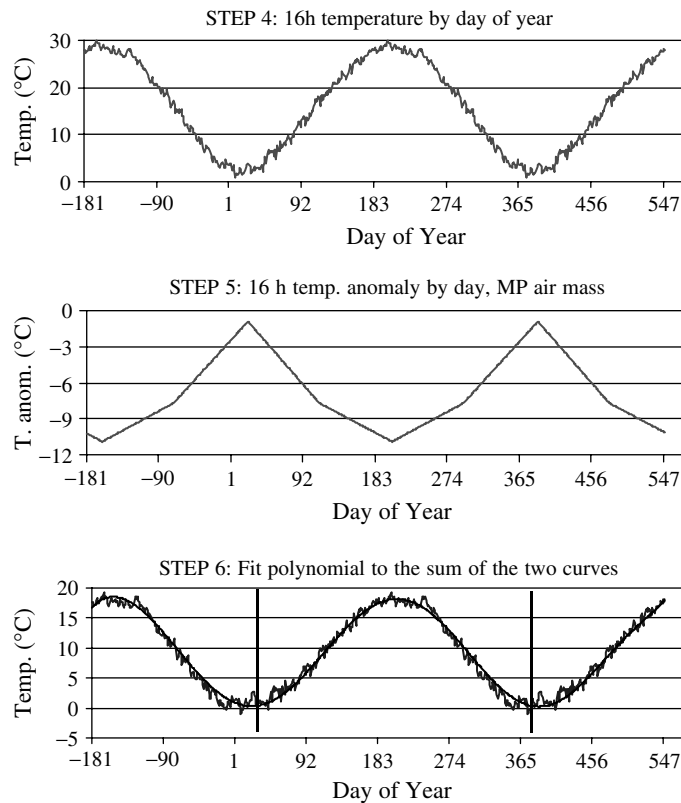 STEP 4: 16h temperature by day of year
Temp. (°C)
30
20
10
0
−181 −90 1 92 183 274 365 456 547
Day of Year
STEP 5: 16 h temp. anomaly by day, MP air mass
T. anom. (°C)
0
−3
−6
−9
−12
−181 −90 1 92 183 274 365 456 547
Day of Year
STEP 6: Fit polynomial to the sum of the two curves
Temp. (°C)
20
15
10
5
0
−5
−181 −90 1 92 183 274 365 456 547
Day of Year